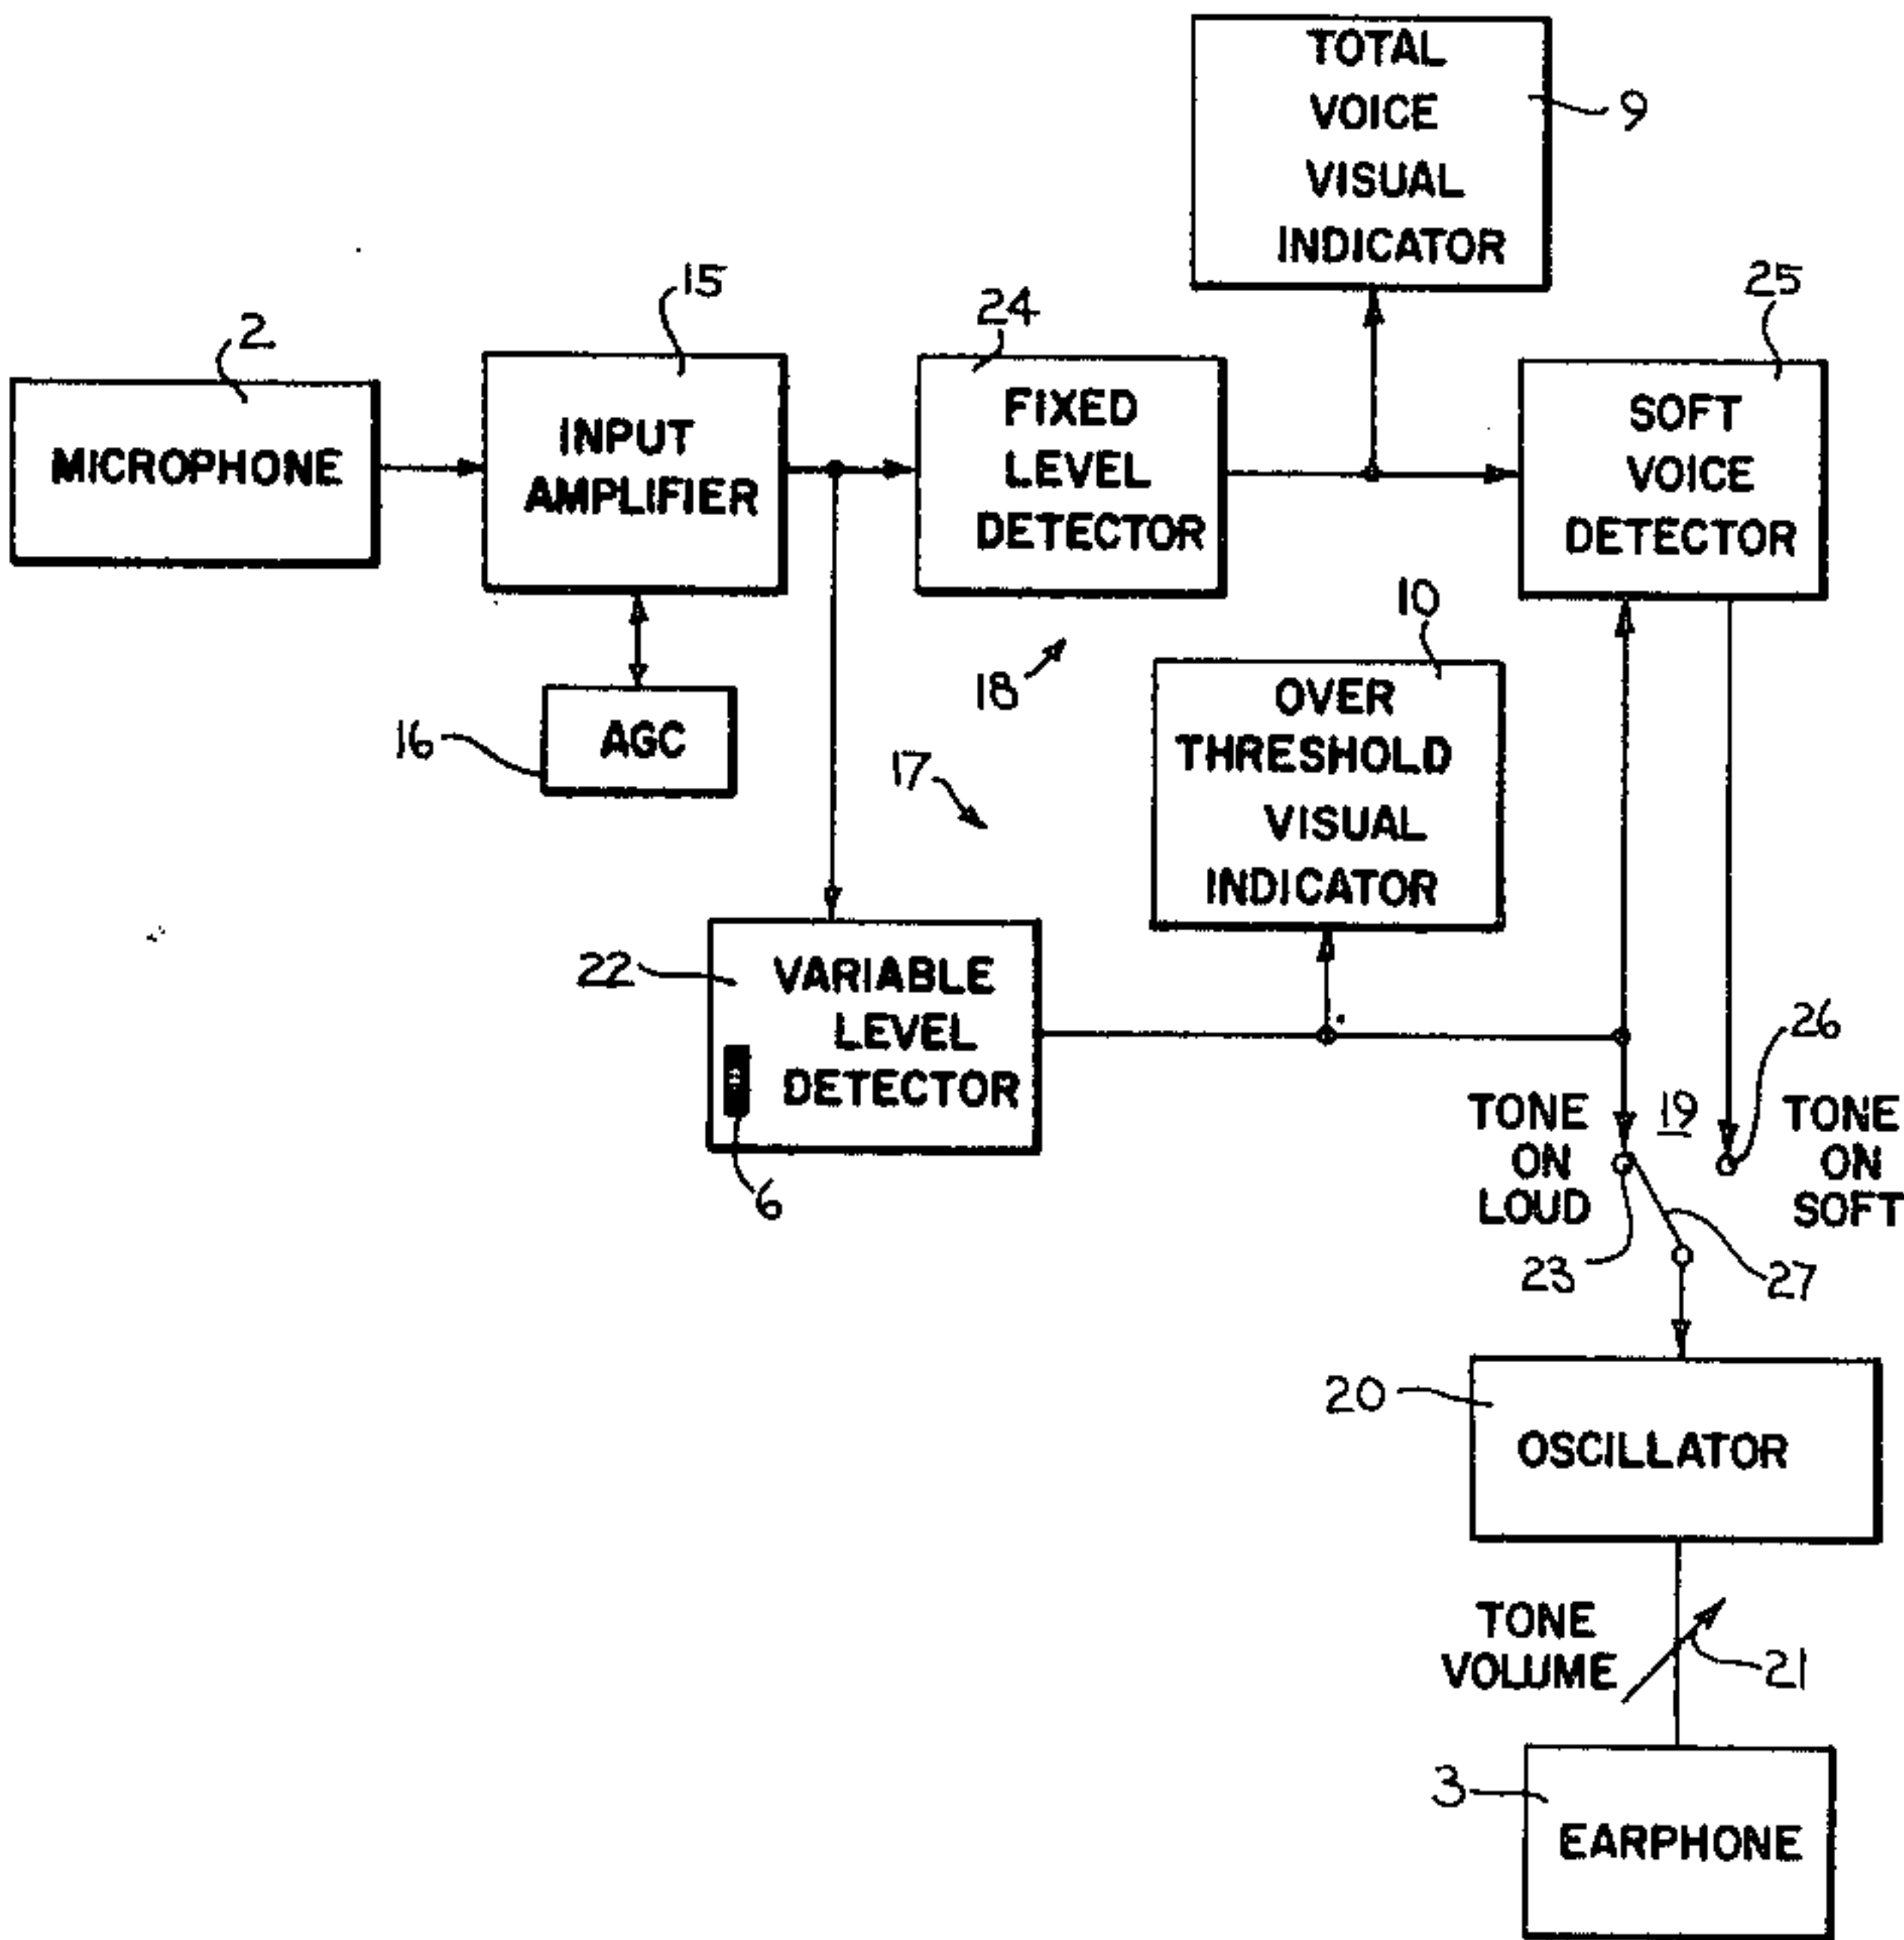 TOTAL
VOICE
VISUAL
INDICATOR
9
2
MICROPHONE
15
INPUT
AMPLIFIER
24
FIXED
LEVEL
DETECTOR
25
SOFT
VOICE
DETECTOR
16
AGC
18
17
10
OVER
THRESHOLD
VISUAL
INDICATOR
22
VARIABLE
LEVEL
DETECTOR
6
TONE
ON
LOUD
19
26
TONE
ON
SOFT
23
27
20
OSCILLATOR
TONE
VOLUME
21
3
EARPHONE